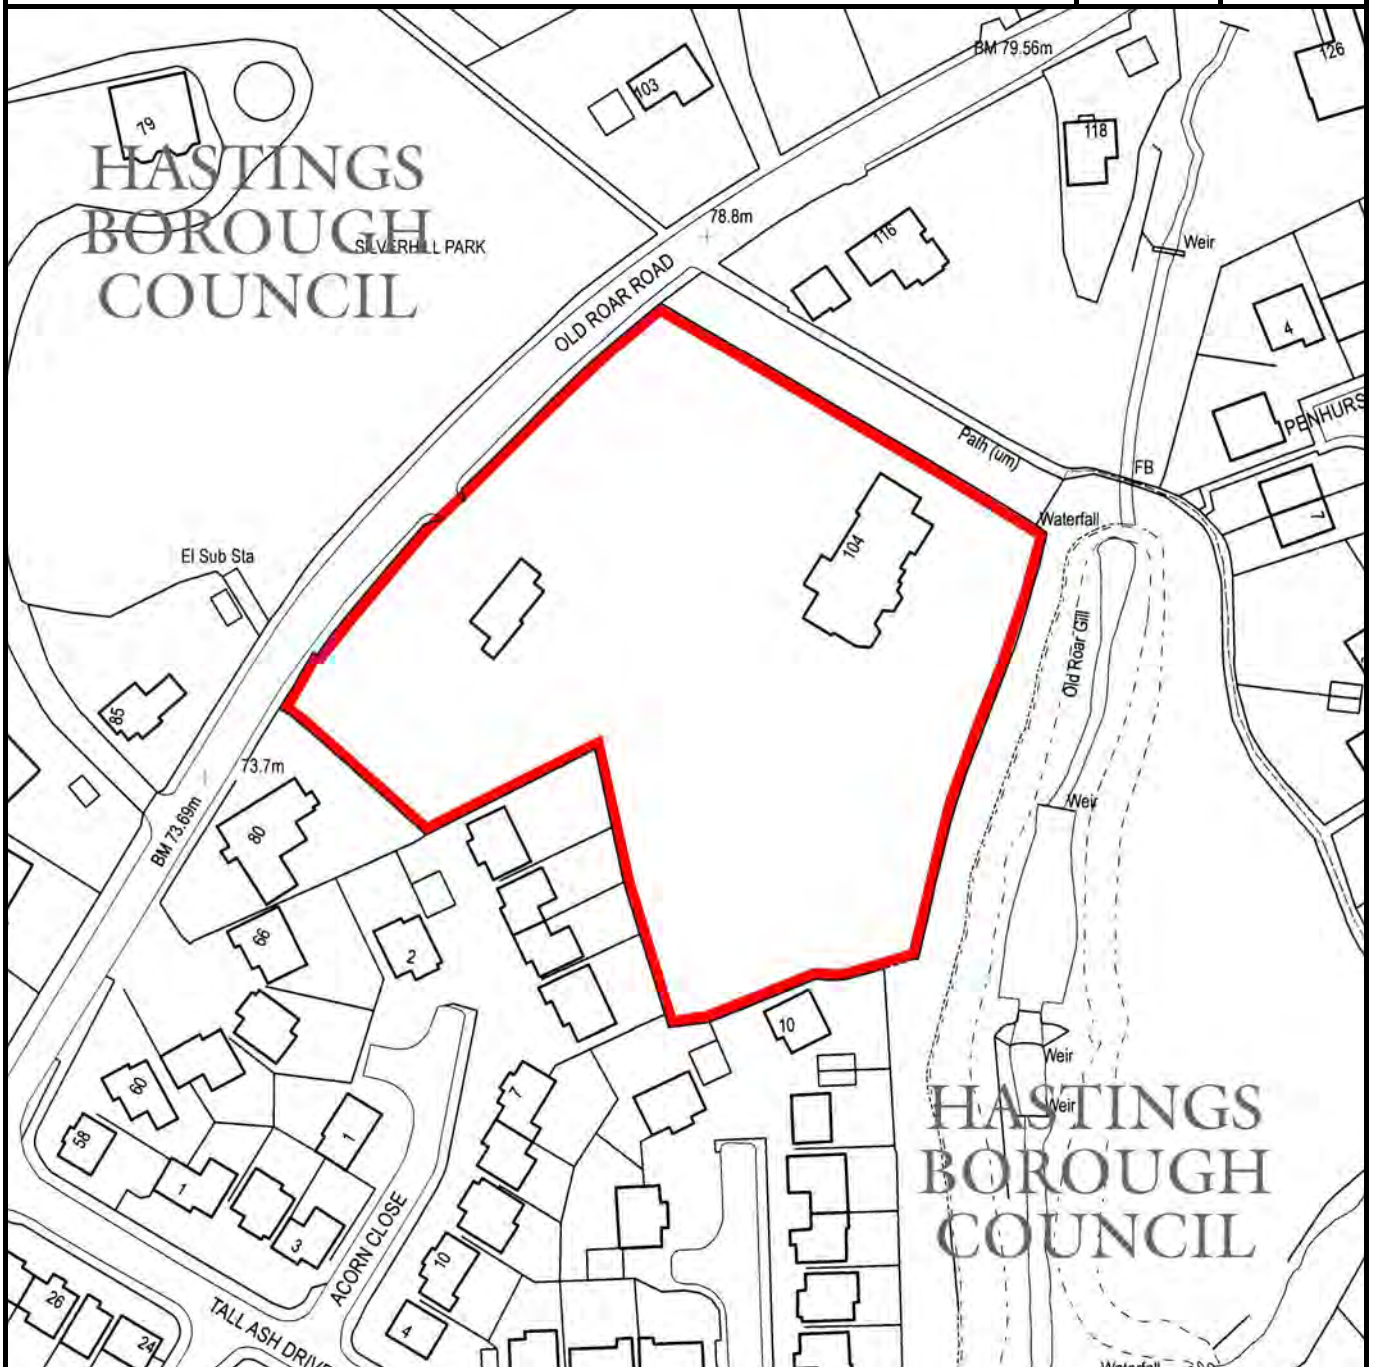 BM 79.56m
126
103
79
118
HASTINGS
BOROUGH
COUNCIL
SILVERHILL PARK
78.8m
116
Weir
OLD ROAR ROAD
4
PENHURS
Path (um)
FB
Waterfall
7
104
El Sub Sta
Old Roar Gill
85
73.7m
BM 73.69m
80
Weir
66
2
10
Weir
Weir
HASTINGS
BOROUGH
COUNCIL
60
58
7
1
1
3
ACORN CLOSE
10
4
TALL ASH DRIVE
26
24
Waterfall